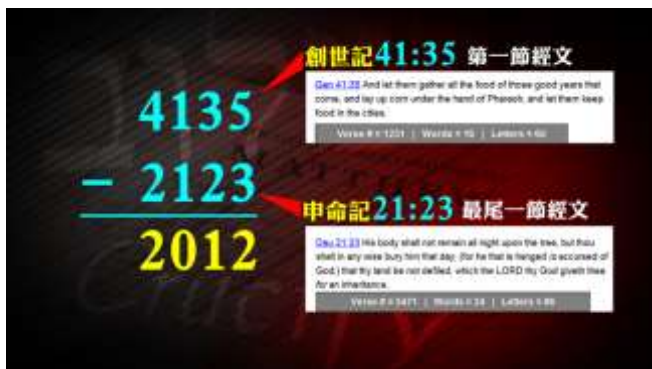 4135
− 2123
2012
創世記41:35 第一節經文
Gen 41:35 And let them gather all the food of those good years that
come, and lay up corn under the hand of Pharaoh, and let them keep
food in the cities.
申命記21:23 最尾一節經文
Deu 21:23 His body shall not remain all night upon the tree, but thou
shalt in any wise bury him that day; (for he that is hanged is accursed of
God;) that thy land be not defiled, which the LORD thy God giveth thee
for an inheritance.